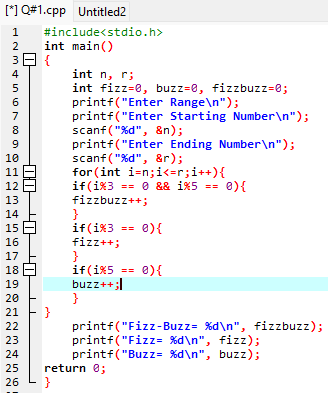 [*] Q#1.cpp Untitled2
1 #include<stdio.h>
2 int main()
3 {
4 int n, r;
5 int fizz=0, buzz=0, fizzbuzz=0;
6 printf("Enter Range\n");
7 printf("Enter Starting Number\n");
8 scanf("%d", &n);
9 printf("Enter Ending Number\n");
10 scanf("%d", &r);
11 for(int i=n;i<=r;i++){
12 if(i%3 == 0 && i%5 == 0){
13 fizzbuzz++;
14 }
15 if(i%3 == 0){
16 fizz++;
17 }
18 if(i%5 == 0){
19 buzz++;
20 }
21 }
22 printf("Fizz-Buzz= %d\n", fizzbuzz);
23 printf("Fizz= %d\n", fizz);
24 printf("Buzz= %d\n", buzz);
25 return 0;
26 }